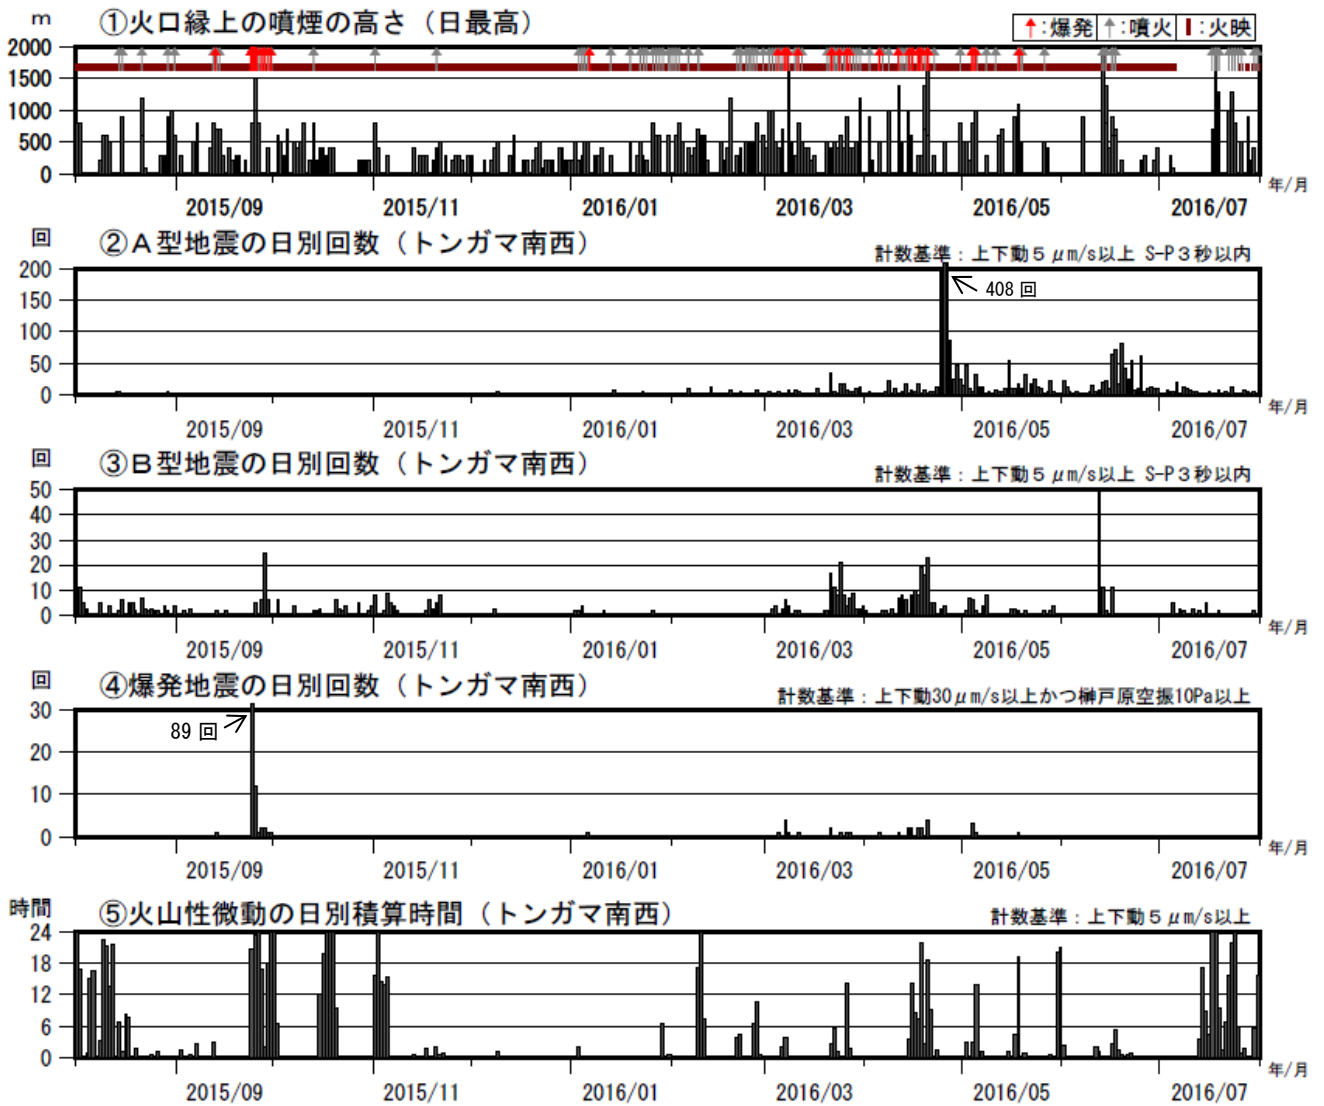 m ①火口縁上の噴煙の高さ（日最高） ↑:爆発 ↑:噴火 ▌:火映
2000
1500
1000
500
0
年/月
2015/09 2015/11 2016/01 2016/03 2016/05 2016/07
回 ②Ａ型地震の日別回数（トンガマ南西） 計数基準：上下動５μm/s以上 S-P３秒以内
200
408 回
150
100
50
0
年/月
2015/09 2015/11 2016/01 2016/03 2016/05 2016/07
回 ③Ｂ型地震の日別回数（トンガマ南西） 計数基準：上下動５μm/s以上 S-P３秒以内
50
40
30
20
10
0
年/月
2015/09 2015/11 2016/01 2016/03 2016/05 2016/07
回 ④爆発地震の日別回数（トンガマ南西） 計数基準：上下動30μm/s以上かつ榊戸原空振10Pa以上
30
89 回
20
10
0
年/月
2015/09 2015/11 2016/01 2016/03 2016/05 2016/07
時間 ⑤火山性微動の日別積算時間（トンガマ南西） 計数基準：上下動５μm/s以上
24
18
12
6
0
年/月
2015/09 2015/11 2016/01 2016/03 2016/05 2016/07